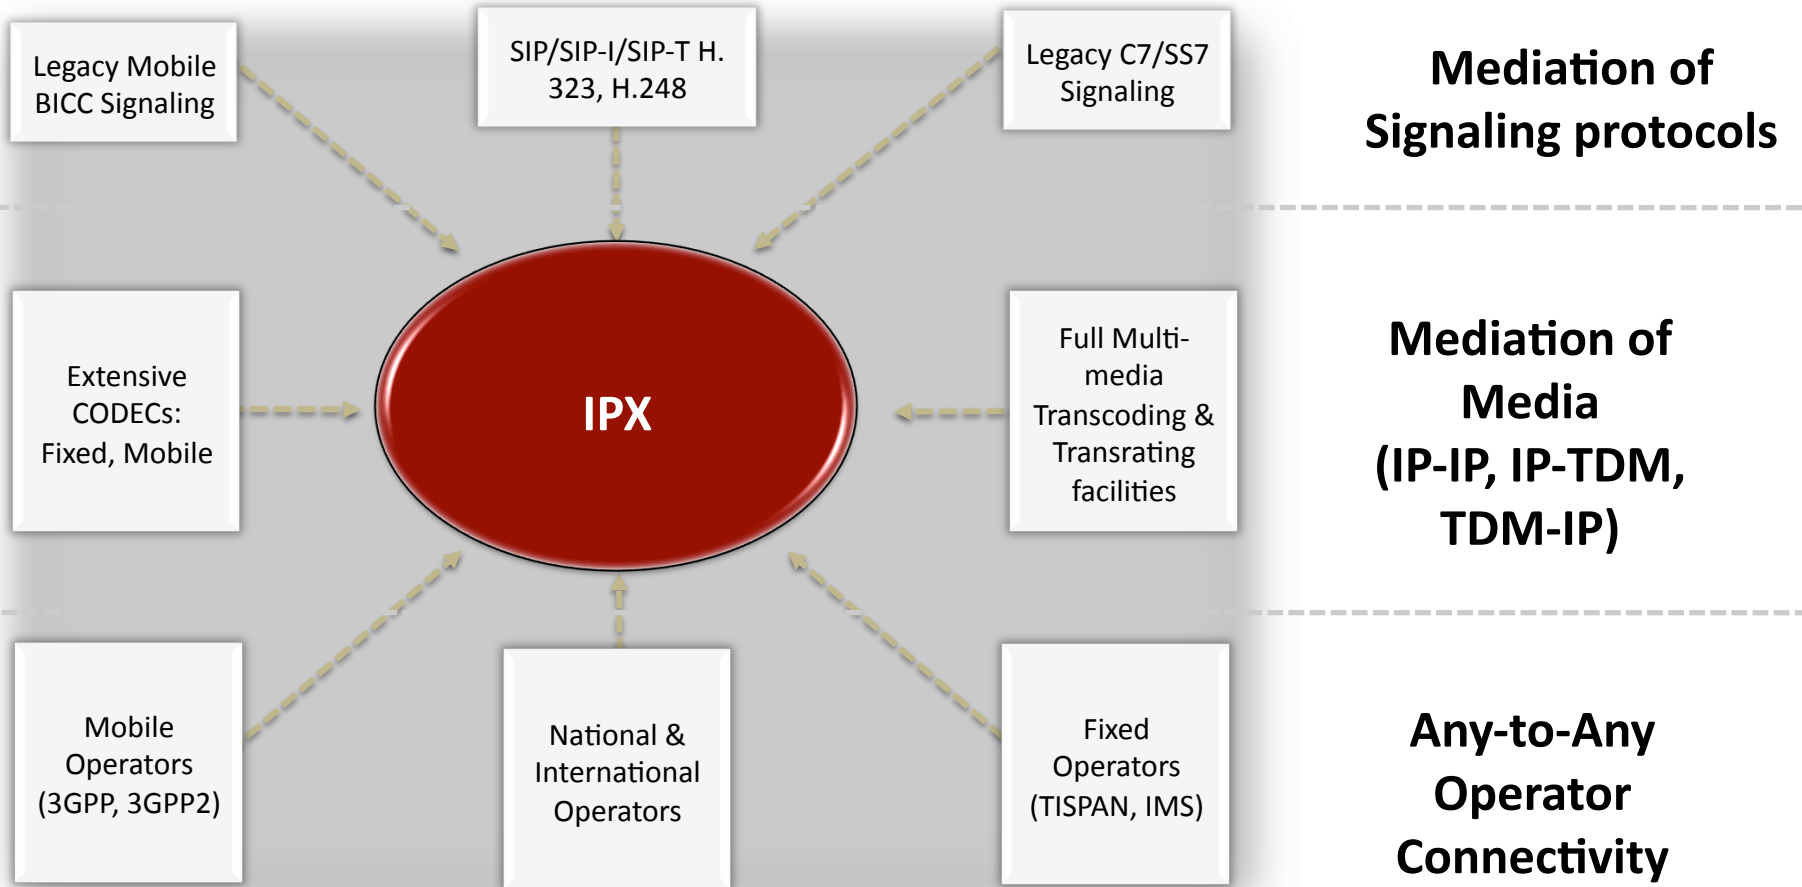 Legacy Mobile
BICC Signaling
SIP/SIP-I/SIP-T H.
323, H.248
Legacy C7/SS7
Signaling
Mediation of
Signaling protocols
Extensive
CODECs:
Fixed, Mobile
IPX
Full Multi-
media
Transcoding &
Transrating
facilities
Mediation of
Media
(IP-IP, IP-TDM,
TDM-IP)
Mobile
Operators
(3GPP, 3GPP2)
National &
International
Operators
Fixed
Operators
(TISPAN, IMS)
Any-to-Any
Operator
Connectivity